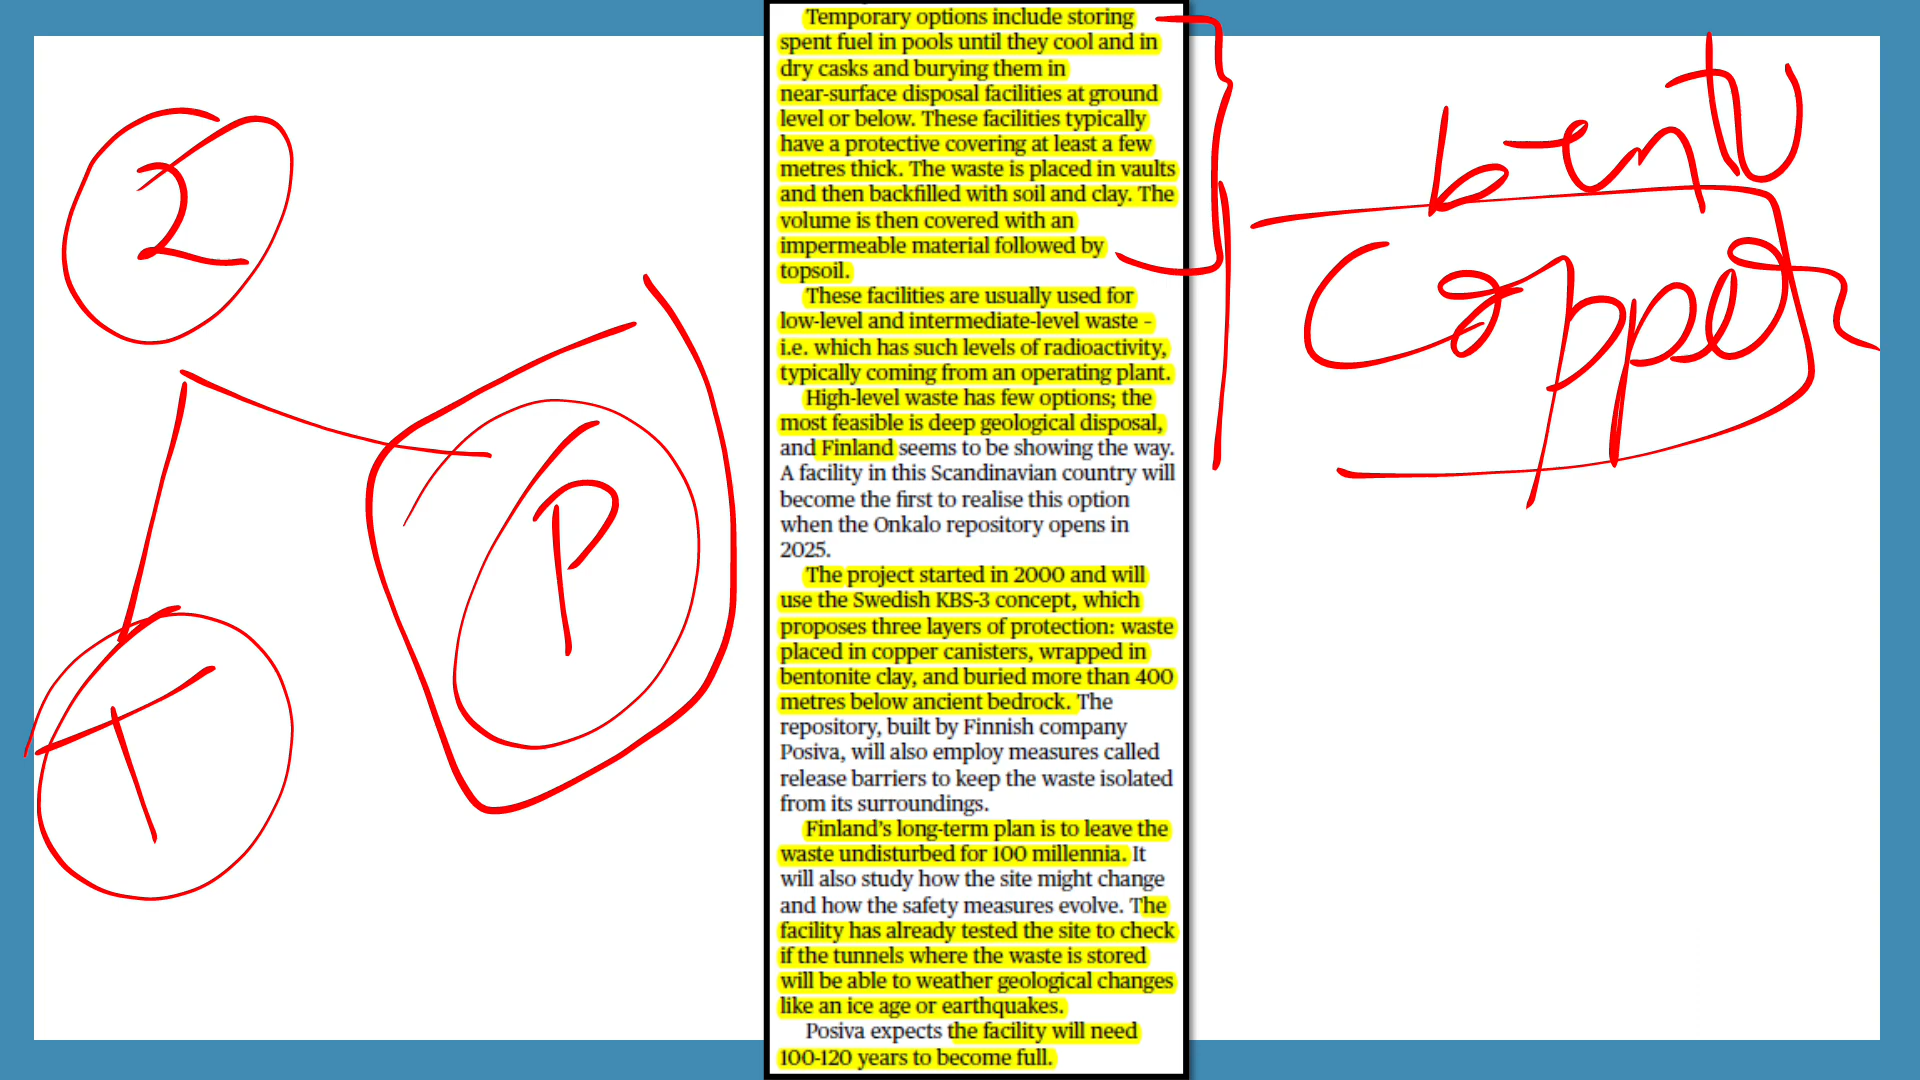 2
T
P
Temporary options include storing
spent fuel in pools until they cool and in
dry casks and burying them in
near-surface disposal facilities at ground
level or below. These facilities typically
have a protective covering at least a few
metres thick. The waste is placed in vaults
and then backfilled with soil and clay. The
volume is then covered with an
impermeable material followed by
topsoil.
These facilities are usually used for
low-level and intermediate-level waste –
i.e. which has such levels of radioactivity,
typically coming from an operating plant.
High-level waste has few options; the
most feasible is deep geological disposal,
and Finland seems to be showing the way.
A facility in this Scandinavian country will
become the first to realise this option
when the Onkalo repository opens in
2025.
The project started in 2000 and will
use the Swedish KBS-3 concept, which
proposes three layers of protection: waste
placed in copper canisters, wrapped in
bentonite clay, and buried more than 400
metres below ancient bedrock. The
repository, built by Finnish company
Posiva, will also employ measures called
release barriers to keep the waste isolated
from its surroundings.
Finland’s long-term plan is to leave the
waste undisturbed for 100 millennia. It
will also study how the site might change
and how the safety measures evolve. The
facility has already tested the site to check
if the tunnels where the waste is stored
will be able to weather geological changes
like an ice age or earthquakes.
Posiva expects the facility will need
100-120 years to become full.
Copper